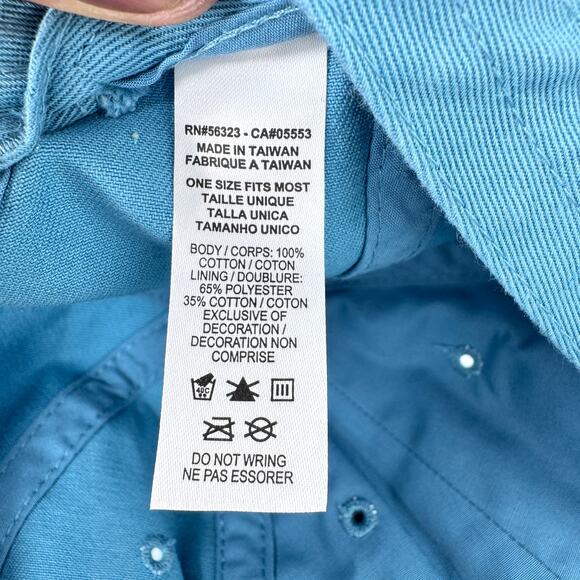 RN#56323 - CA#05553
MADE IN TAIWAN
FABRIQUE A TAIWAN
ONE SIZE FITS MOST
TAILLE UNIQUE
TALLA UNICA
TAMANHO UNICO
BODY / CORPS: 100%
COTTON / COTON
LINING / DOUBLURE:
65% POLYESTER
35% COTTON / COTON
EXCLUSIVE OF
DECORATION /
DECORATION NON
COMPRISE
40C
DO NOT WRING
NE PAS ESSORER